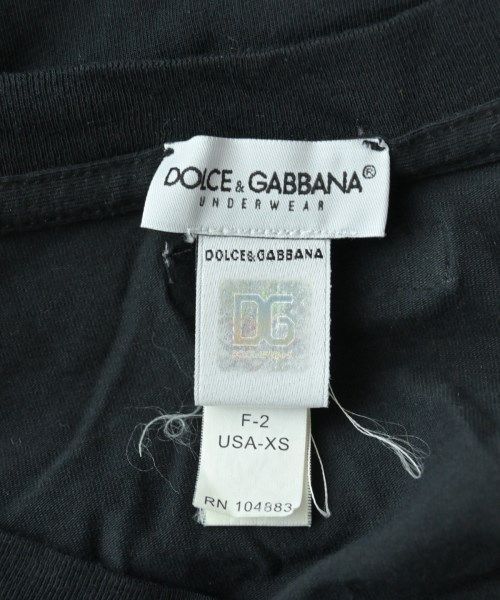 DOLCE & GABBANA®
UNDERWEAR
DOLCE&GABBANA
DG
F-2
USA-XS
RN 104883